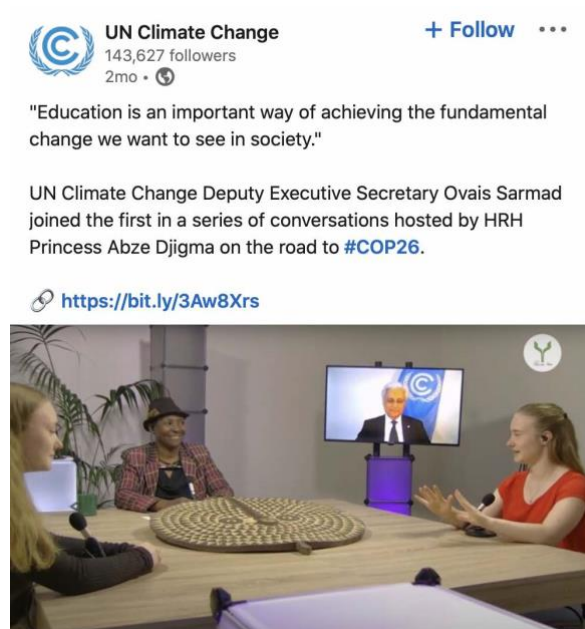 UN Climate Change
+ Follow
143,627 followers
2mo •
"Education is an important way of achieving the fundamental
change we want to see in society."
UN Climate Change Deputy Executive Secretary Ovais Sarmad
joined the first in a series of conversations hosted by HRH
Princess Abze Djigma on the road to #COP26.
https://bit.ly/3Aw8Xrs